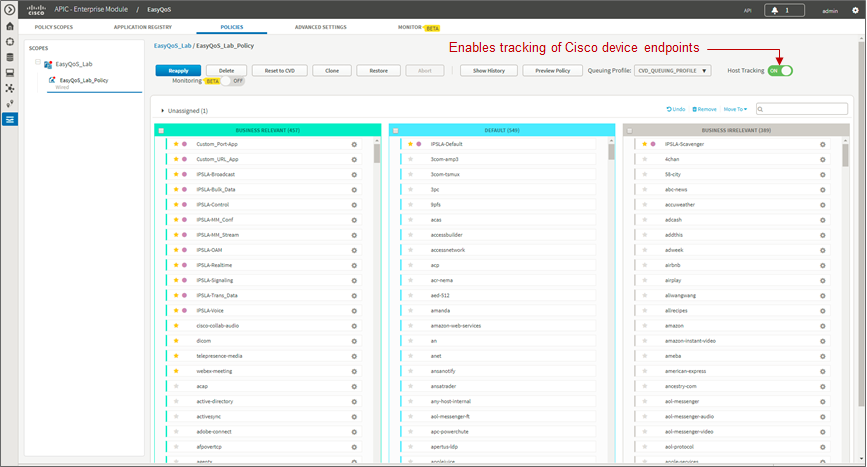 cisco APIC - Enterprise Module / EasyQoS
API 1 admin
POLICY SCOPES APPLICATION REGISTRY POLICIES ADVANCED SETTINGS MONITOR BETA
SCOPES
EasyQoS_Lab
EasyQoS_Lab_Policy
Wired
EasyQoS_Lab / EasyQoS_Lab_Policy
Enables tracking of Cisco device endpoints
Reapply Delete Reset to CVD Clone Restore Abort Show History Preview Policy Queuing Profile: CVD_QUEUING_PROFILE Host Tracking ON
Monitoring BETA OFF
Unassigned (1) Undo Remove Move To
BUSINESS RELEVANT (457) DEFAULT (549) BUSINESS IRRELEVANT (389)
Custom_Port-App IPSLA-Default IPSLA-Scavenger
Custom_URL_App 3com-amp3 4chan
IPSLA-Broadcast 3com-tsmux 56-city
IPSLA-Bulk_Data 3pc abc-news
IPSLA-Control 9pfs accuweather
IPSLA-MM_Conf acas adcash
IPSLA-MM_Stream accessbuilder addthis
IPSLA-OAM accessnetwork adweek
IPSLA-Realtime acp airbnb
IPSLA-Signaling acr-nema airplay
IPSLA-Trans_Data aed-512 aliwangwang
IPSLA-Voice amanda allrecipes
cisco-collab-audio amazon-web-services amazon
dicom an amazon-instant-video
telepresence-media anet ameba
webex-meeting ansanotify american-express
acap ansatrader ancestry-com
active-directory any-host-internal aol-messenger
activesync aol-messenger-ft aol-messenger-audio
adobe-connect apc-powerchute aol-messenger-video
afpovertcp apertus-ldp aol-protocol